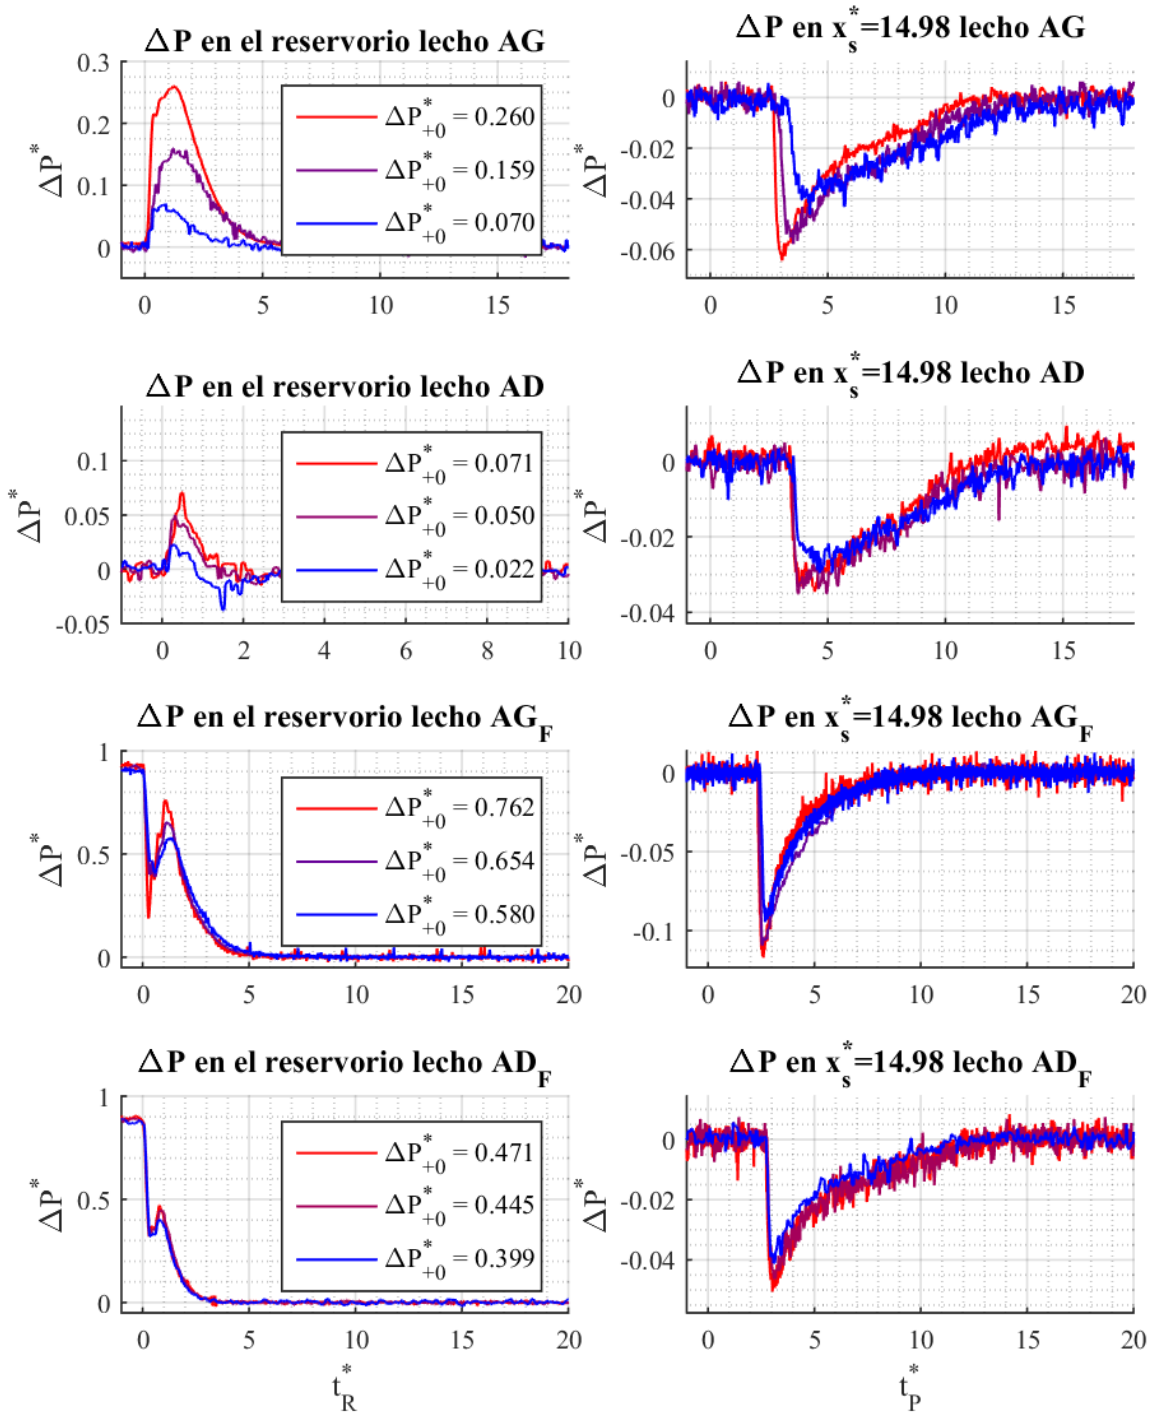 ΔP en el reservorio lecho AG
0.3
0.2
0.1
0
ΔP*
0
5
10
15
ΔP*+0 = 0.260
ΔP*+0 = 0.159
ΔP*+0 = 0.070
ΔP en x*s=14.98 lecho AG
0
-0.02
-0.04
-0.06
ΔP*
0
5
10
15
ΔP en el reservorio lecho AD
0.1
0.05
0
-0.05
ΔP*
0
2
4
6
8
10
ΔP*+0 = 0.071
ΔP*+0 = 0.050
ΔP*+0 = 0.022
ΔP en x*s=14.98 lecho AD
0
-0.02
-0.04
ΔP*
0
5
10
15
ΔP en el reservorio lecho AGF
1
0.5
0
ΔP*
0
5
10
15
20
ΔP*+0 = 0.762
ΔP*+0 = 0.654
ΔP*+0 = 0.580
ΔP en x*s=14.98 lecho AGF
0
-0.05
-0.1
ΔP*
0
5
10
15
20
ΔP en el reservorio lecho ADF
1
0.5
0
ΔP*
0
5
10
15
20
t*R
ΔP*+0 = 0.471
ΔP*+0 = 0.445
ΔP*+0 = 0.399
ΔP en x*s=14.98 lecho ADF
0
-0.02
-0.04
ΔP*
0
5
10
15
20
t*P